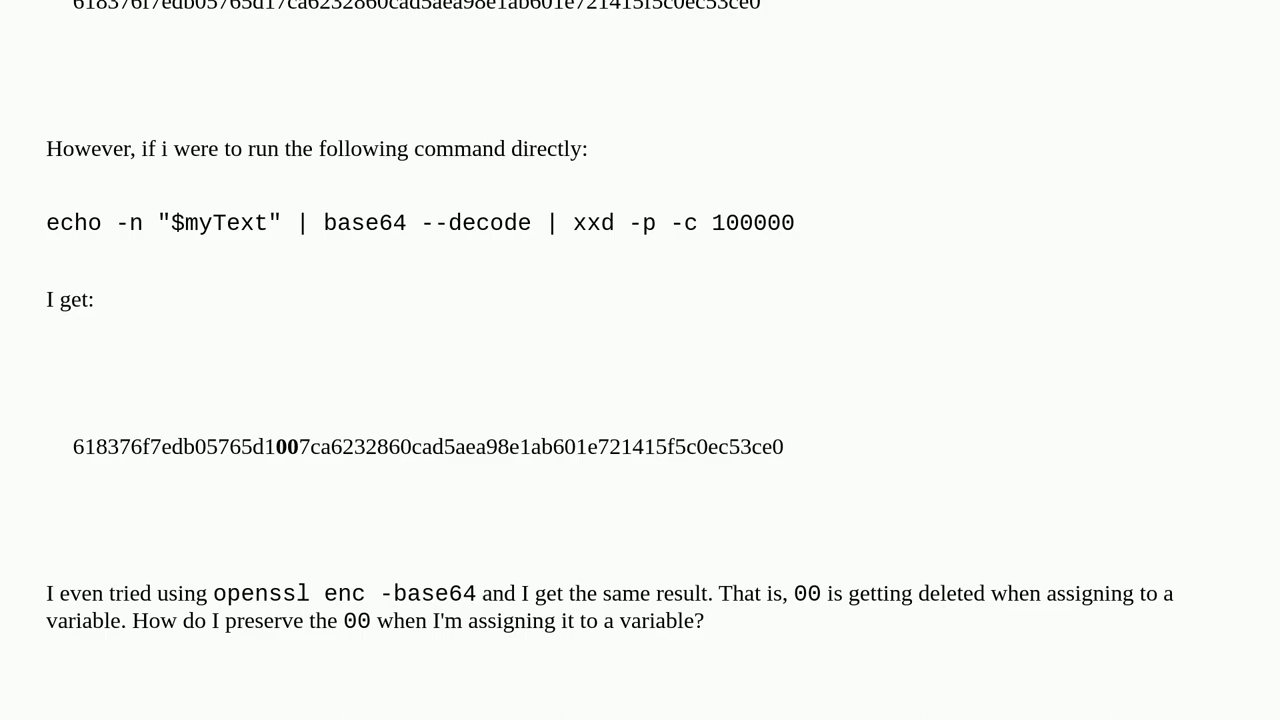 618376f7edb05765d17ca6232860cad5aea98e1ab601e721415f5c0ec53ce0
However, if i were to run the following command directly:
echo -n "$myText" | base64 --decode | xxd -p -c 100000
I get:
618376f7edb05765d1007ca6232860cad5aea98e1ab601e721415f5c0ec53ce0
I even tried using openssl enc -base64 and I get the same result. That is, 00 is getting deleted when assigning to a
variable. How do I preserve the 00 when I'm assigning it to a variable?